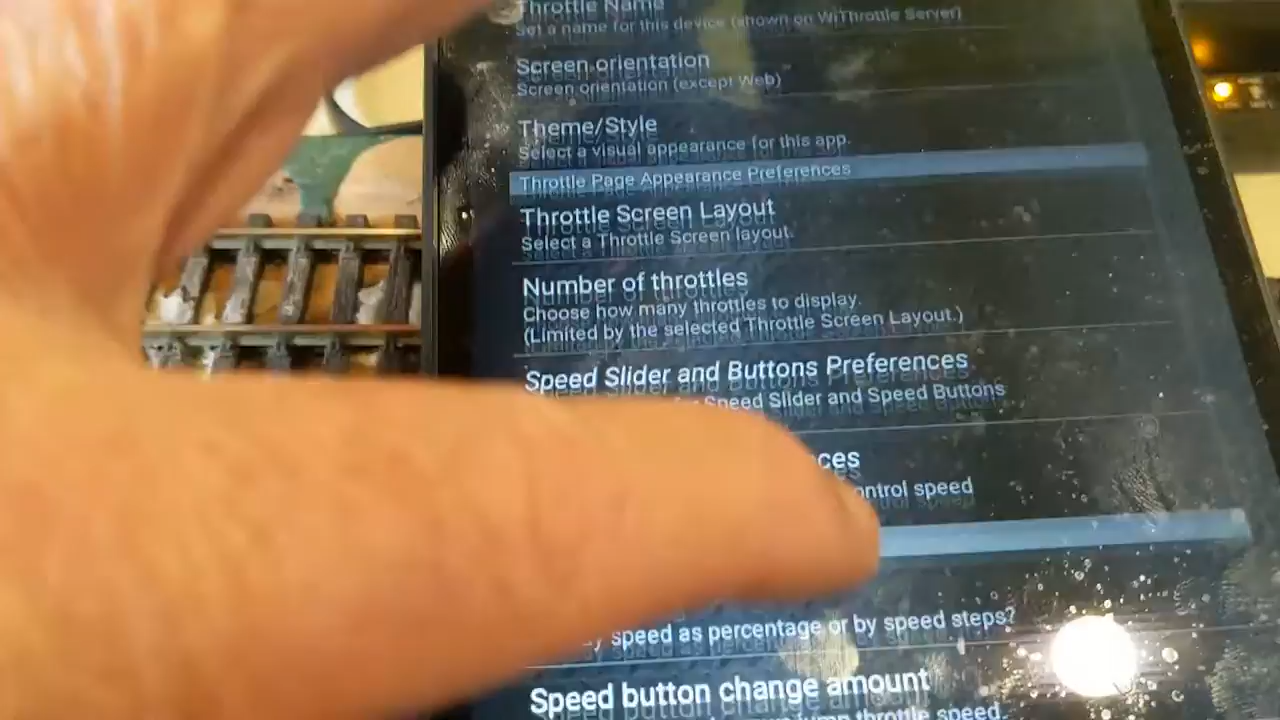 Throttle Name
Set a name for this device (shown on WiThrottle Server)
Screen orientation
Screen orientation (except Web)
Theme/Style
Select a visual appearance for this app.
Throttle Page Appearance Preferences
Throttle Screen Layout
Select a Throttle Screen layout.
Number of throttles
Choose how many throttles to display.
(Limited by the selected Throttle Screen Layout.)
Speed Slider and Buttons Preferences
Speed Slider and Speed Buttons
speed
speed as percentage or by speed steps?
Speed button change amount
jump throttle speed.